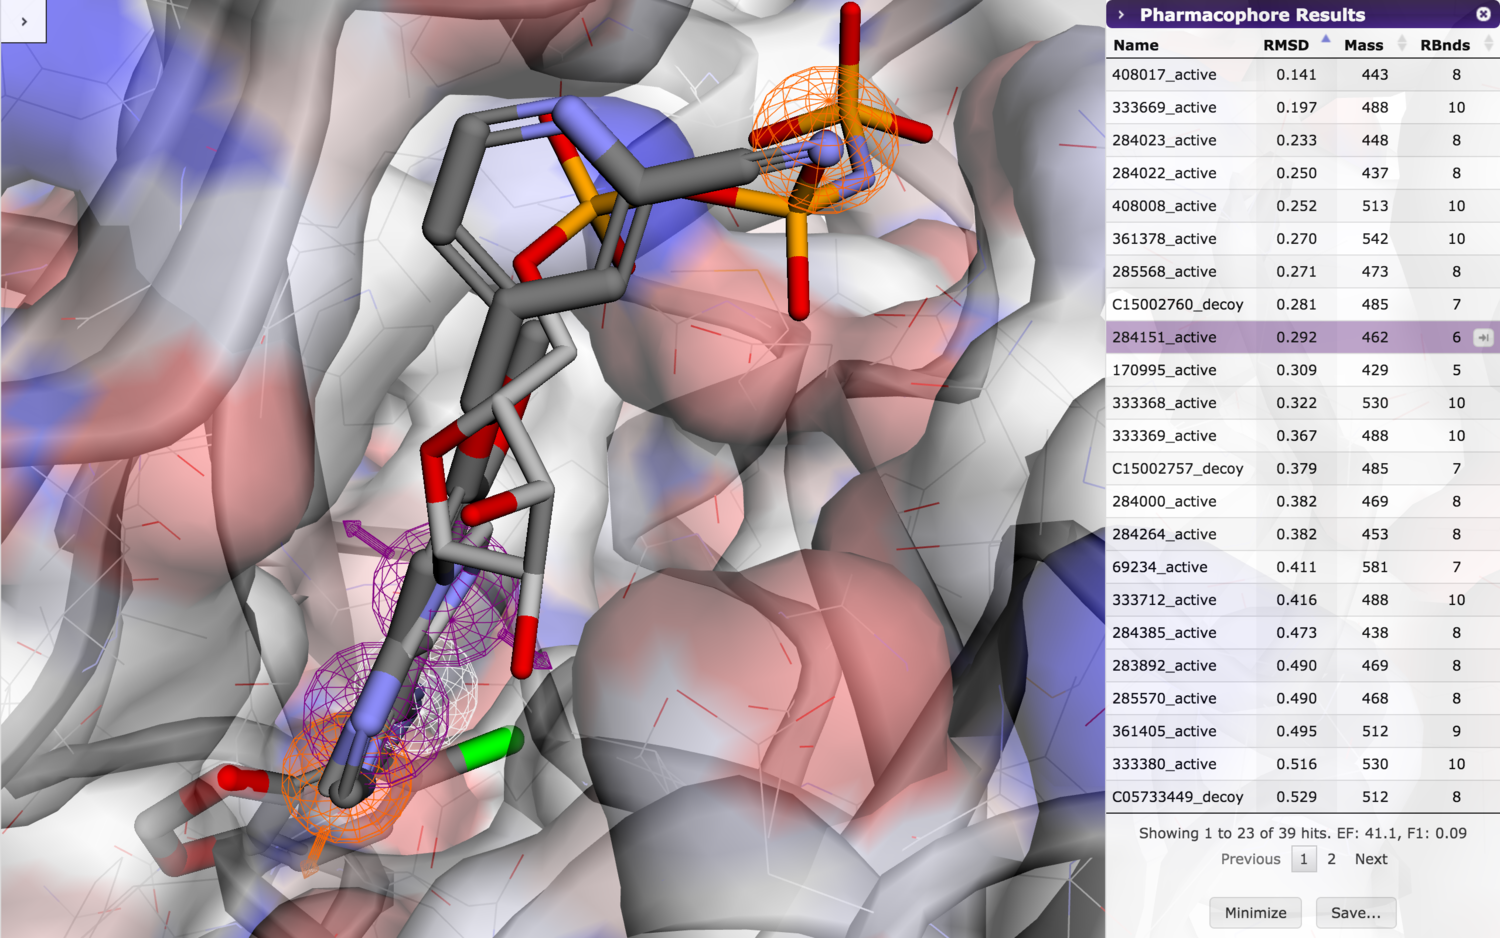 Pharmacophore Results
Name RMSD Mass RBnds
408017_active 0.141 443 8
333669_active 0.197 488 10
284023_active 0.233 448 8
284022_active 0.250 437 8
408008_active 0.252 513 10
361378_active 0.270 542 10
285568_active 0.271 473 8
C15002760_decoy 0.281 485 7
284151_active 0.292 462 6
170995_active 0.309 429 5
333368_active 0.322 530 10
333369_active 0.367 488 10
C15002757_decoy 0.379 485 7
284000_active 0.382 469 8
284264_active 0.382 453 8
69234_active 0.411 581 7
333712_active 0.416 488 10
284385_active 0.473 438 8
283892_active 0.490 469 8
285570_active 0.490 468 8
361405_active 0.495 512 9
333380_active 0.516 530 10
C05733449_decoy 0.529 512 8
Showing 1 to 23 of 39 hits. EF: 41.1, F1: 0.09
Previous 1 2 Next
Minimize Save...